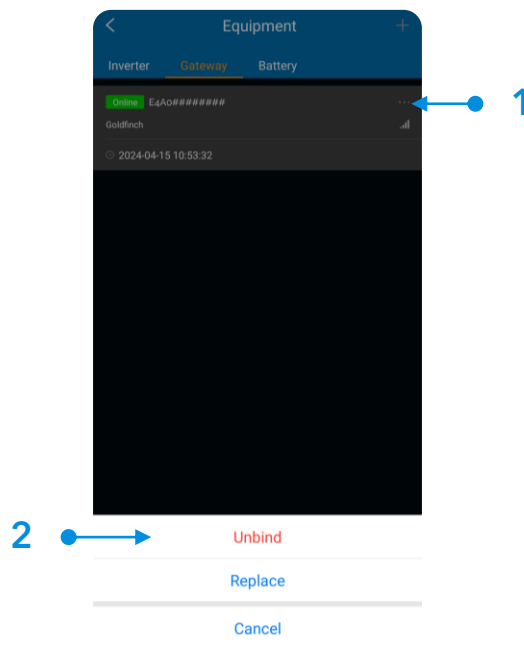 Equipment
Inverter Gateway Battery
Online E4A0######## ...
1
Goldfinch
2024-04-15 10:53:32
2
Unbind
Replace
Cancel